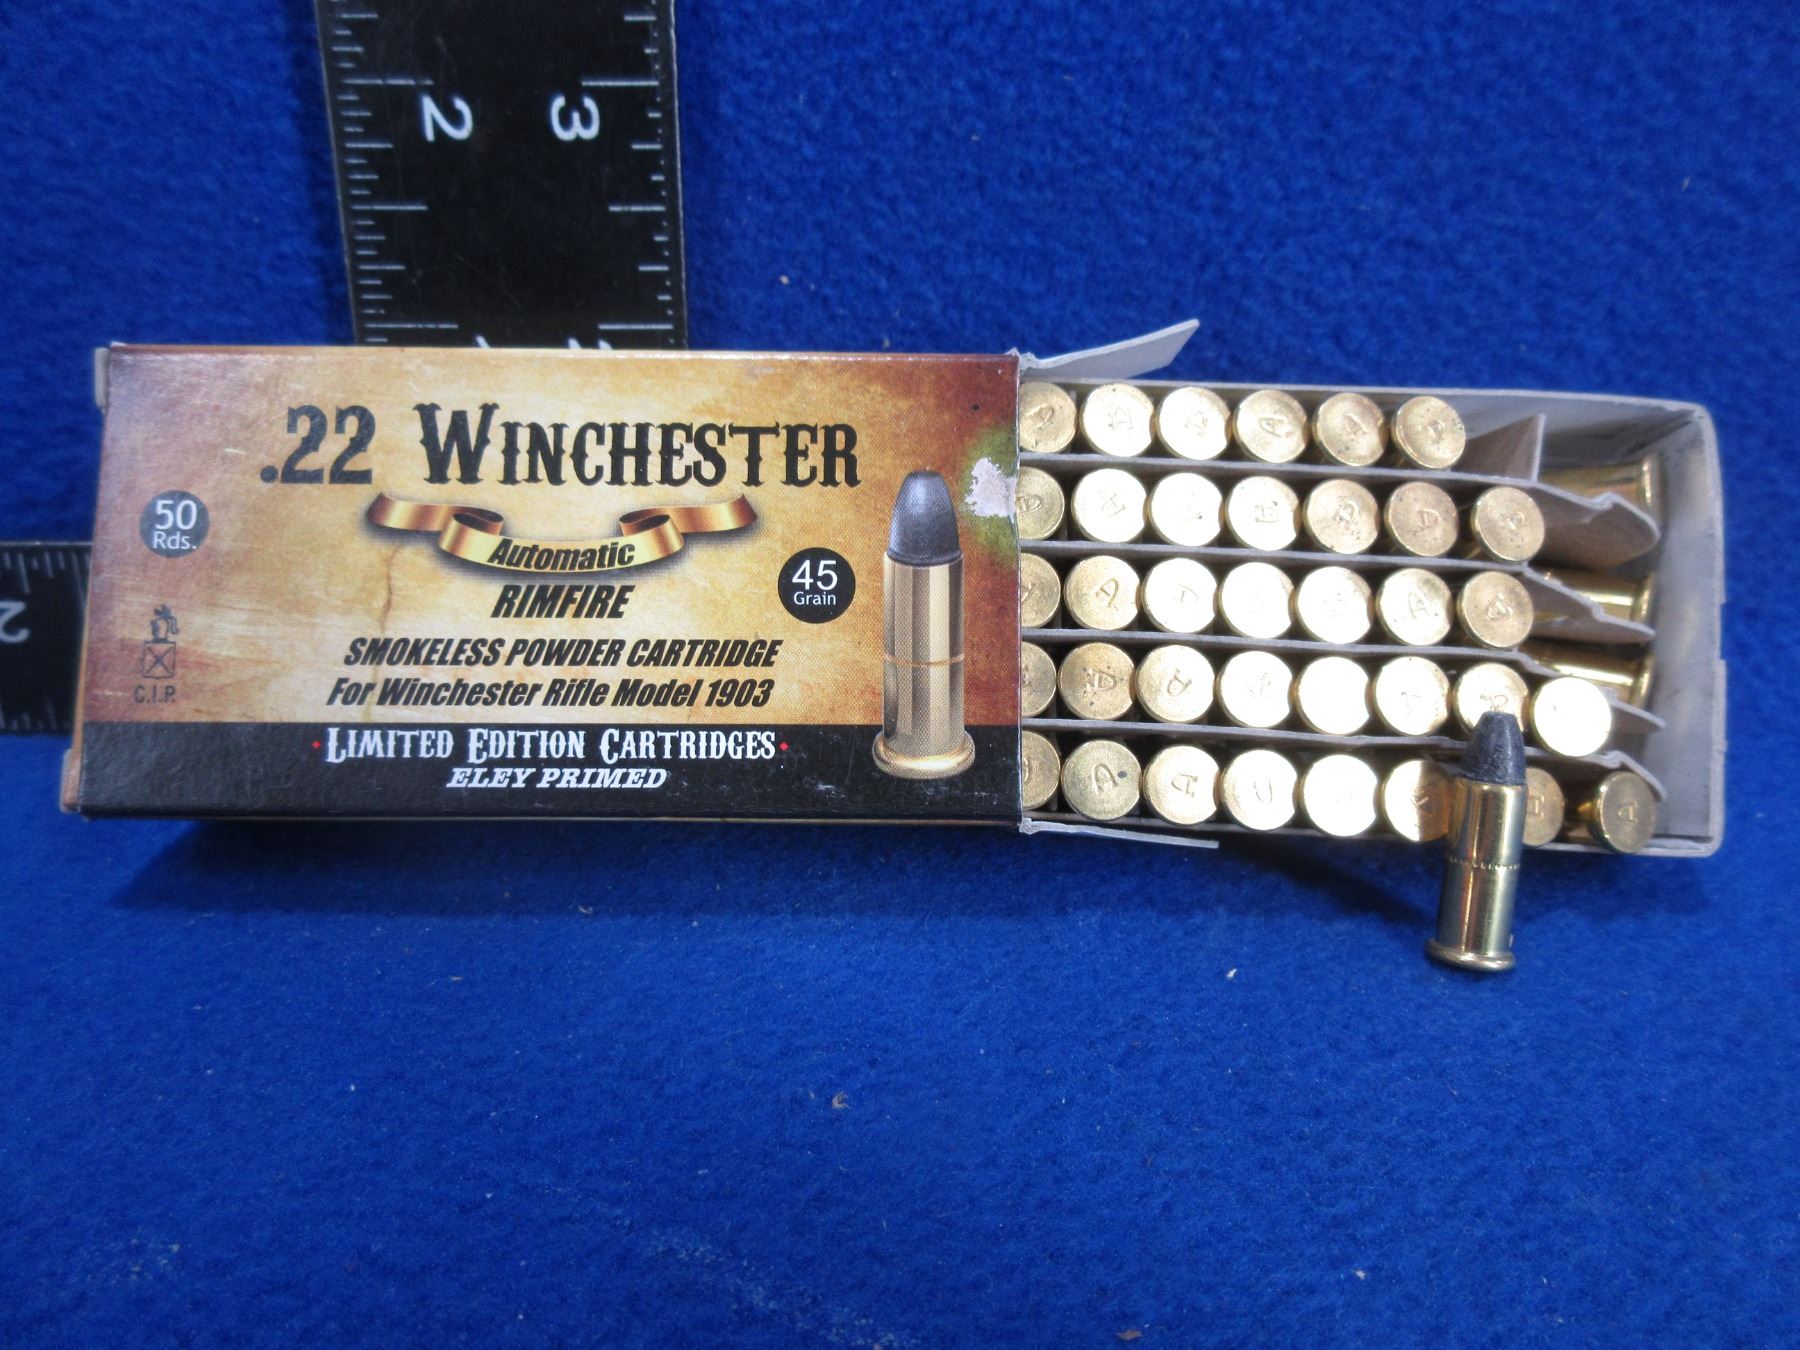 2 3
.22 WINCHESTER
50
Rds.
Automatic
RIMFIRE
45
Grain
SMOKELESS POWDER CARTRIDGE
For Winchester Rifle Model 1903
C.I.P.
LIMITED EDITION CARTRIDGES
ELEY PRIMED
2
A